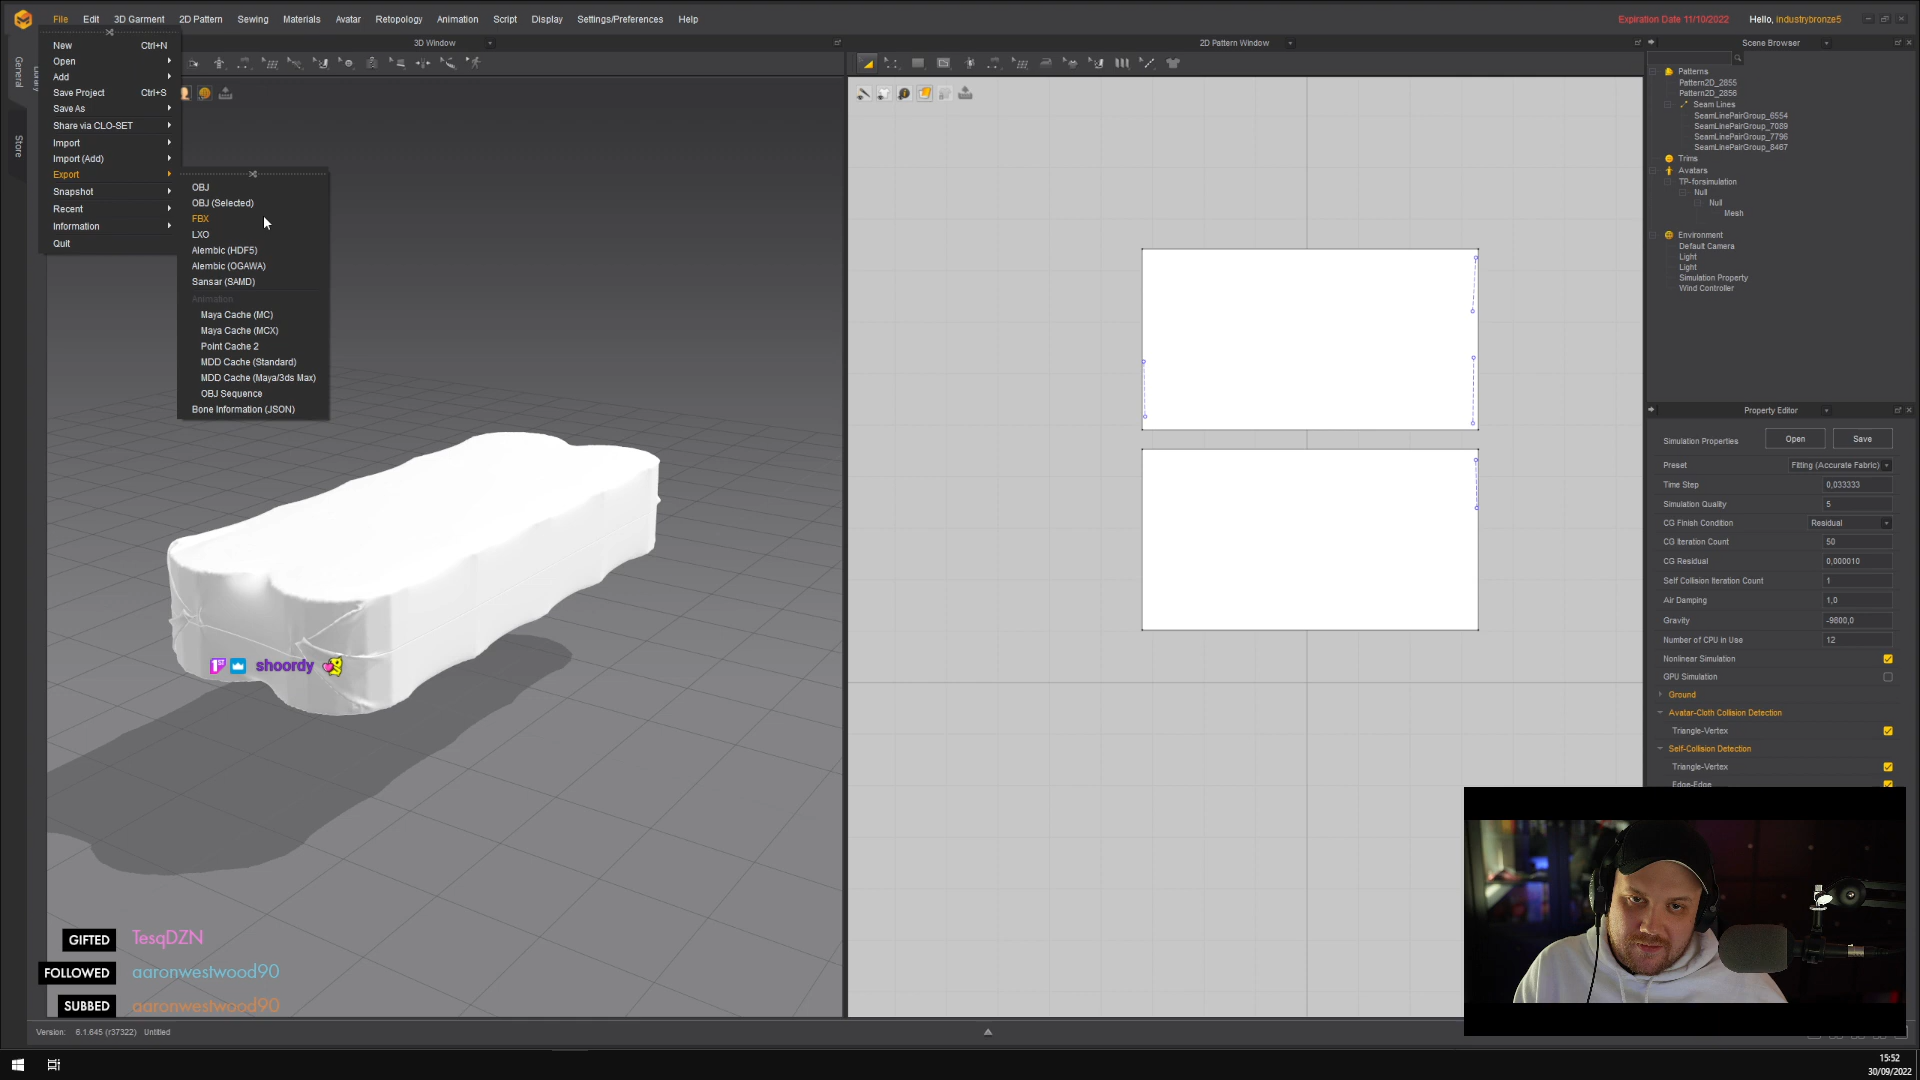 File Edit 3D Garment 2D Pattern Sewing Materials Avatar Retopology Animation Script Display Settings/Preferences Help
Expiration Date 11/10/2022 Hello, industrybronze5
3D Window
2D Pattern Window
Scene Browser
General
Store
New Ctrl+N
Open
Add
Save Project Ctrl+S
Save As
Share via CLO-SET
Import
Import (Add)
Export
Snapshot
Recent
Information
Quit
OBJ
OBJ (Selected)
FBX
LXO
Alembic (HDF5)
Alembic (OGAWA)
Sansar (SAMD)
Animation
Maya Cache (MC)
Maya Cache (MCX)
Point Cache 2
MDD Cache (Standard)
MDD Cache (Maya/3ds Max)
OBJ Sequence
Bone Information (JSON)
Patterns
Pattern2D_2855
Pattern2D_2856
Seam Lines
SeamLinePairGroup_6554
SeamLinePairGroup_7089
SeamLinePairGroup_7796
SeamLinePairGroup_8467
Trims
Avatars
TP-forsimulation
Null
Null
Mesh
Environment
Default Camera
Light
Light
Simulation Property
Wind Controller
Property Editor
Simulation Properties Open Save
Preset Fitting (Accurate Fabric)
Time Step 0,033333
Simulation Quality 5
CG Finish Condition Residual
CG Iteration Count 50
CG Residual 0,000010
Self Collision Iteration Count 1
Air Damping 1,0
Gravity -9800,0
Number of CPU in Use 12
Nonlinear Simulation
GPU Simulation
Ground
Avatar-Cloth Collision Detection
Triangle-Vertex
Self-Collision Detection
Triangle-Vertex
Edge-Edge
1ST shoordy
GIFTED TesqDZN
FOLLOWED aaronwestwood90
SUBBED aaronwestwood90
Version: 6.1.645 (r37322) Untitled
15:52
30/09/2022